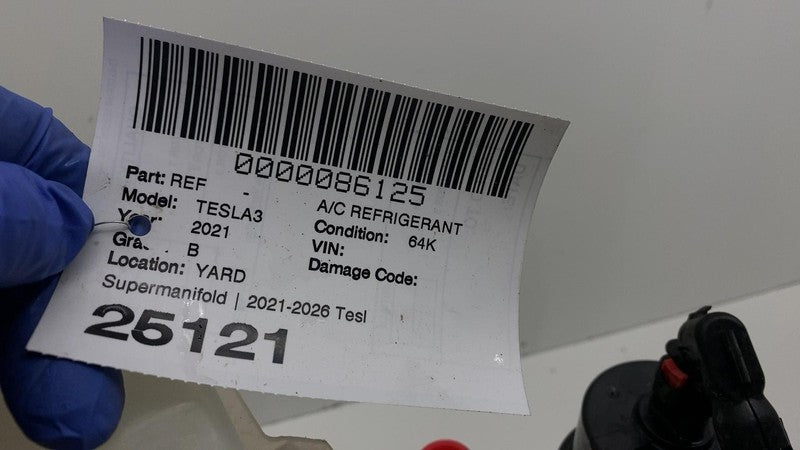 0000086125
Part: REF - A/C REFRIGERANT
Model: TESLA3 Condition: 64K
Year: 2021 VIN:
B Damage Code:
Location: YARD
Supermanifold | 2021-2026 Tesl
25121